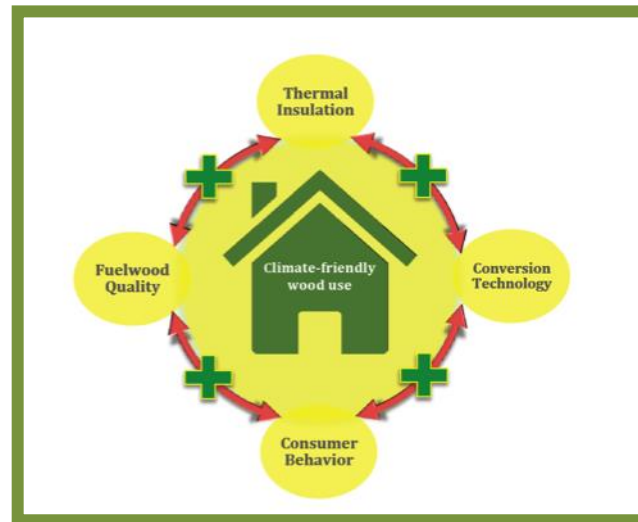 Thermal
Insulation
Climate-friendly
wood use
Fuelwood
Quality
Conversion
Technology
Consumer
Behavior